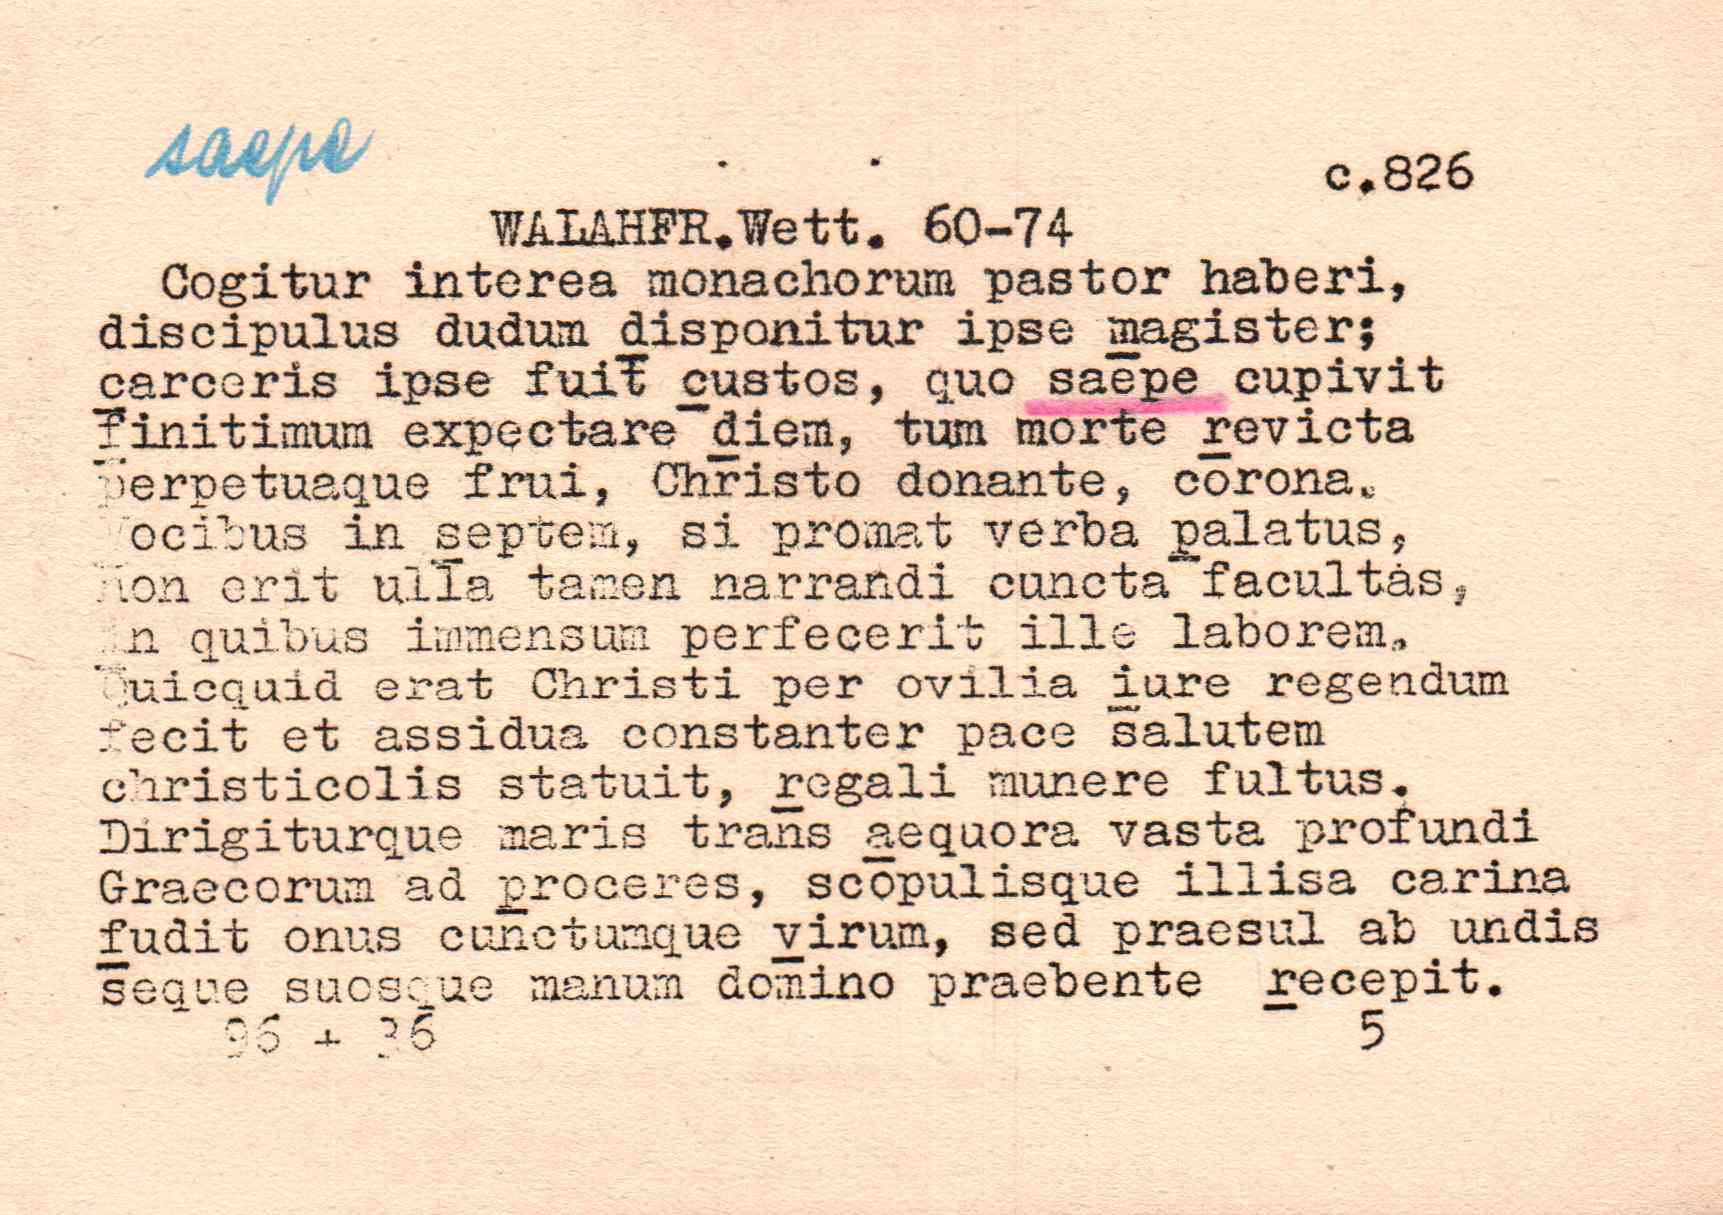 saepe
c.826
WALAHFR.Wett. 60-74
Cogitur interea monachorum pastor haberi,
discipulus dudum disponitur ipse magister;
carceris ipse fuit custos, quo saepe cupivit
finitimum expectare diem, tum morte revicta
perpetuaque frui, Christo donante, corona.
Vocibus in septem, si promat verba palatus,
non erit ulla tamen narrandi cuncta facultas,
in quibus immensum perfecerit ille laborem.
Quicquid erat Christi per ovilia iure regendum
fecit et assidua constanter pace salutem
christicolis statuit, regali munere fultus.
Dirigiturque maris trans aequora vasta profundi
Graecorum ad proceres, scopulisque illisa carina
fudit onus cunctumque virum, sed praesul ab undis
seque suosque manum domino praebente recepit.
96 + 36 5